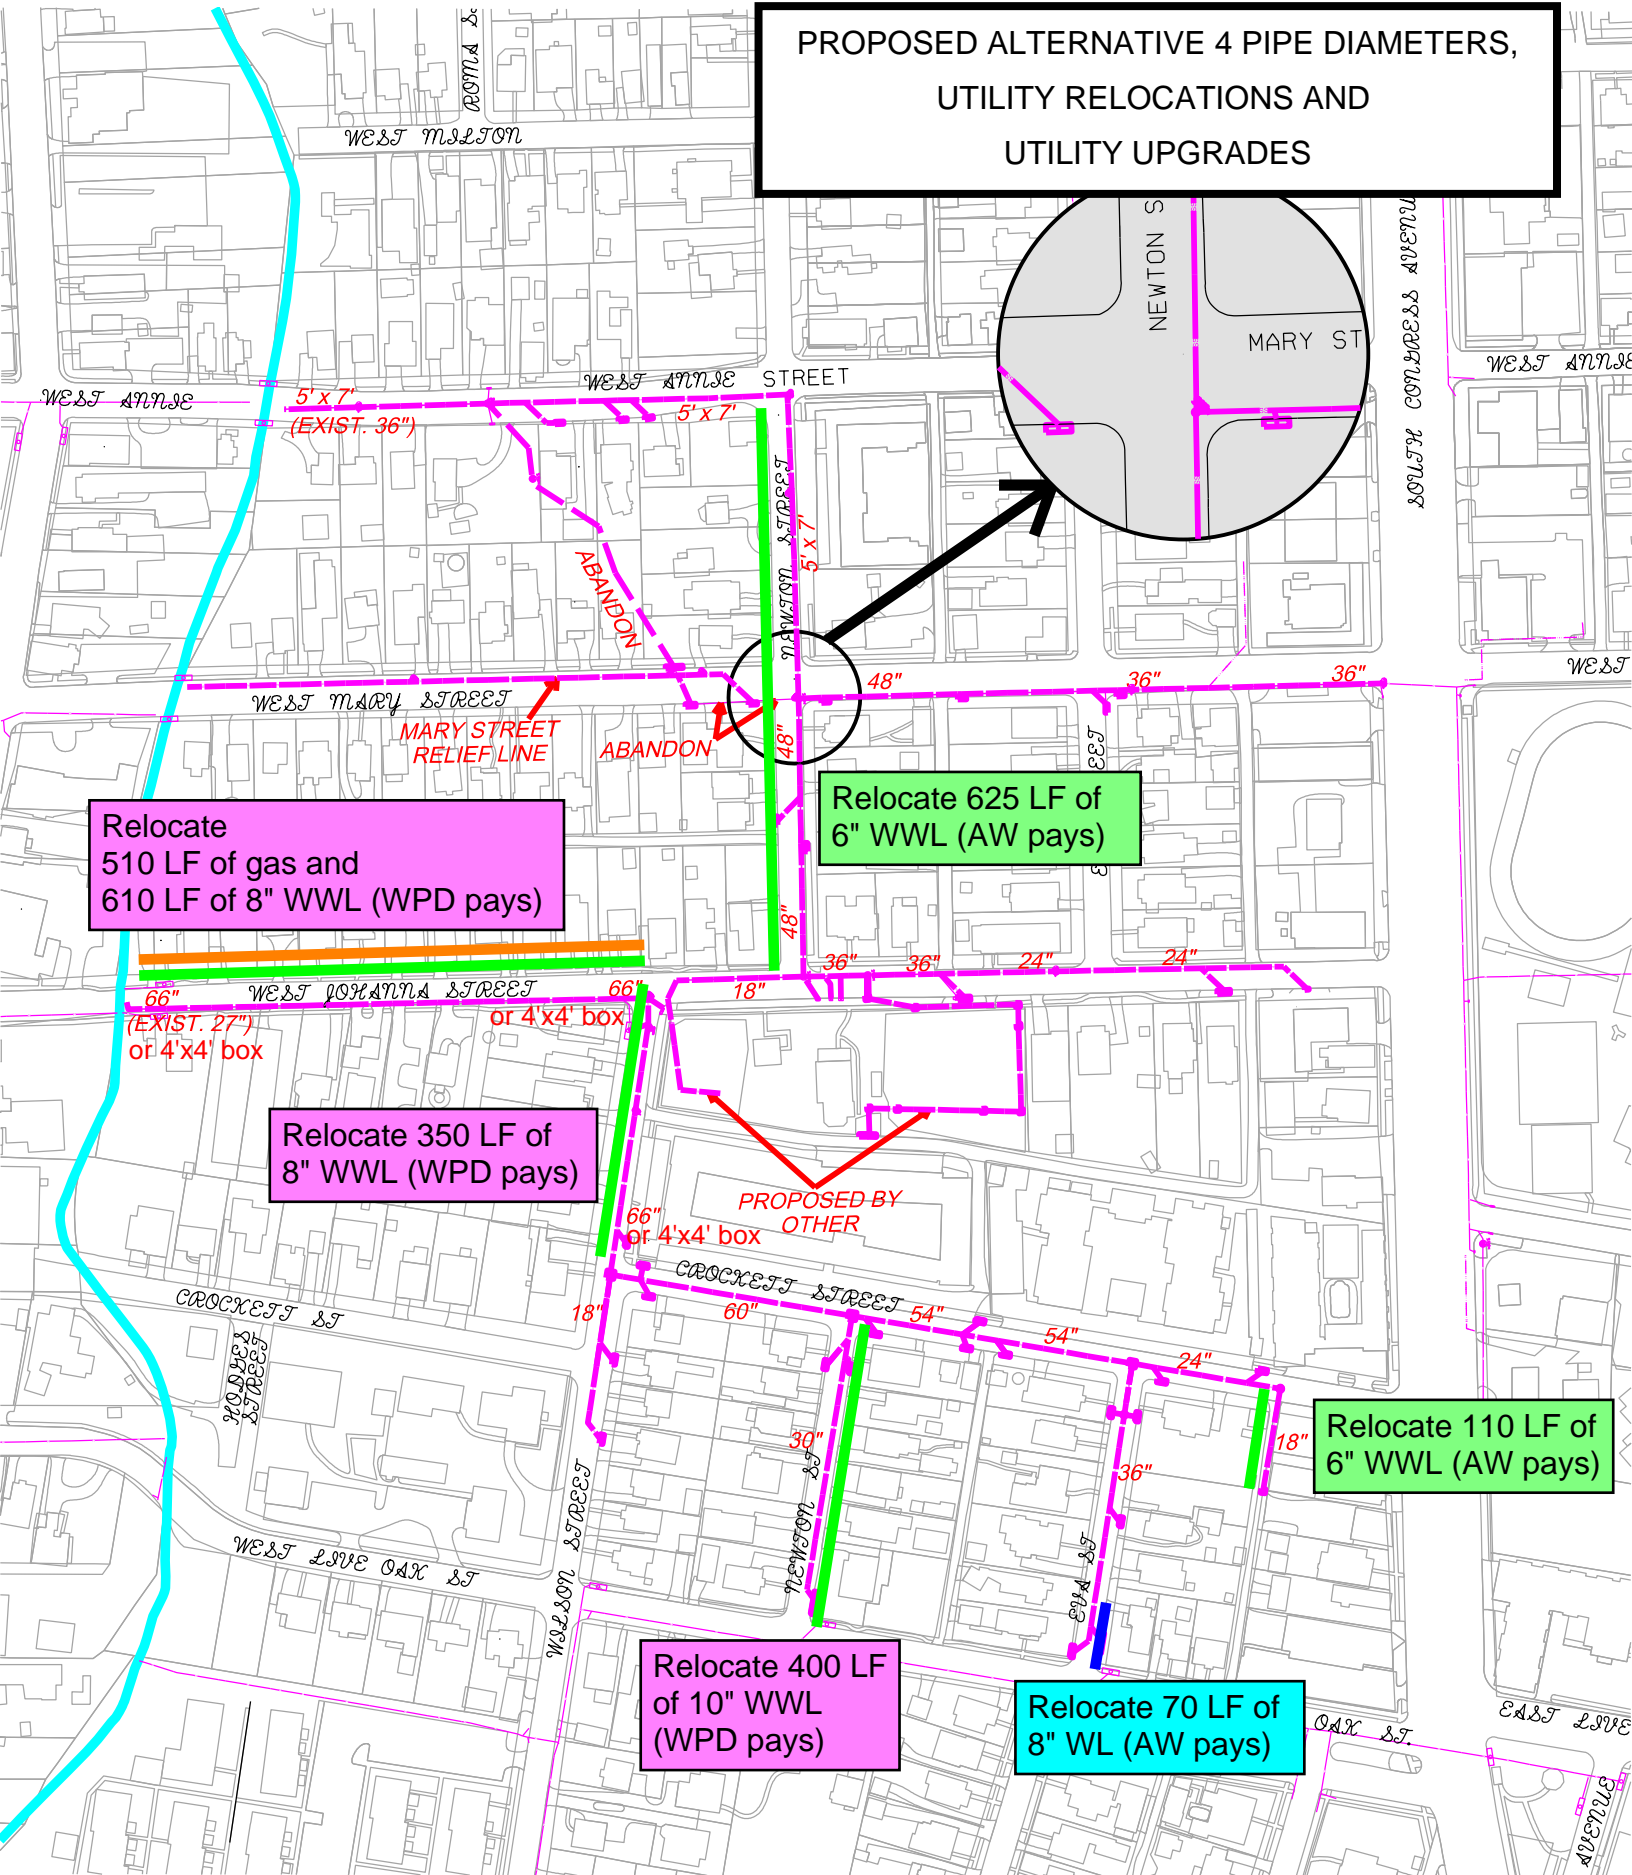 PROPOSED ALTERNATIVE 4 PIPE DIAMETERS,
UTILITY RELOCATIONS AND
UTILITY UPGRADES
ROMA S
WEST MILTON
NEWTON S
MARY ST
SOUTH CONGRESS AVENU
WEST ANNIE
WEST ANNIE
5' x 7'
(EXIST. 36")
WEST ANNIE STREET
5' x 7'
NEWTON STREET
5' x 7'
ABANDON
WEST MARY STREET
MARY STREET
RELIEF LINE
ABANDON
48"
48"
36"
36"
WEST
EET
Relocate 625 LF of
6" WWL (AW pays)
Relocate
510 LF of gas and
610 LF of 8" WWL (WPD pays)
48"
36"
36"
24"
24"
18"
66"
WEST JOHANNA STREET
66"
or 4'x4' box
(EXIST. 27")
or 4'x4' box
Relocate 350 LF of
8" WWL (WPD pays)
PROPOSED BY
OTHER
66"
or 4'x4' box
CROCKETT STREET
CROCKETT ST
HODGES
STREET
18"
60"
54"
54"
24"
18"
30"
36"
Relocate 110 LF of
6" WWL (AW pays)
NEWTON ST
EVA ST
WILSON STREET
WEST LIVE OAK ST
Relocate 400 LF
of 10" WWL
(WPD pays)
Relocate 70 LF of
8" WL (AW pays)
OAK ST.
EAST LIVE
AVENUE